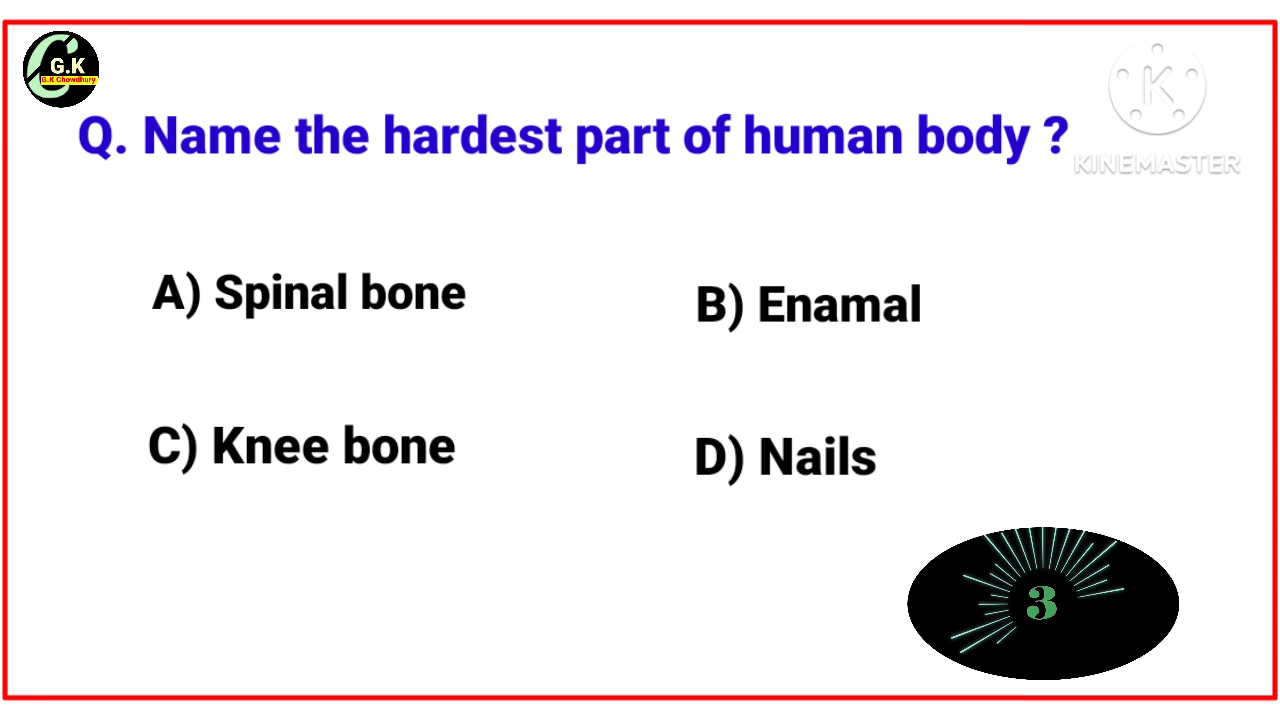 G.K
G.K Chowdhury
Q. Name the hardest part of human body ?
K
KINEMASTER
A) Spinal bone
B) Enamal
C) Knee bone
D) Nails
3